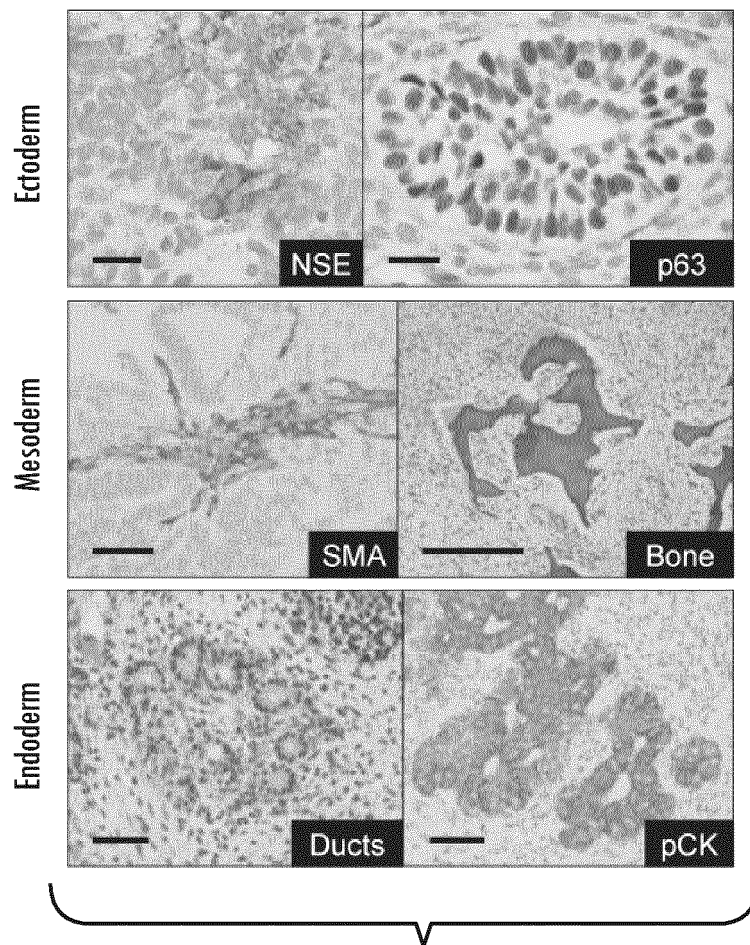 Ectoderm
NSE
p63
Mesoderm
SMA
Bone
Endoderm
Ducts
pCK